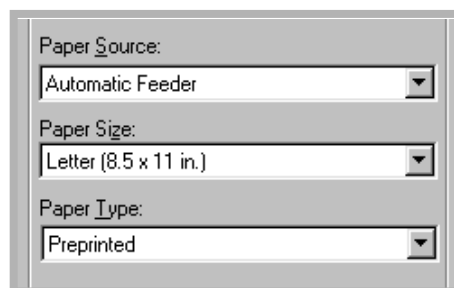 Paper Source:
Automatic Feeder
Paper Size:
Letter (8.5 x 11 in.)
Paper Type:
Preprinted